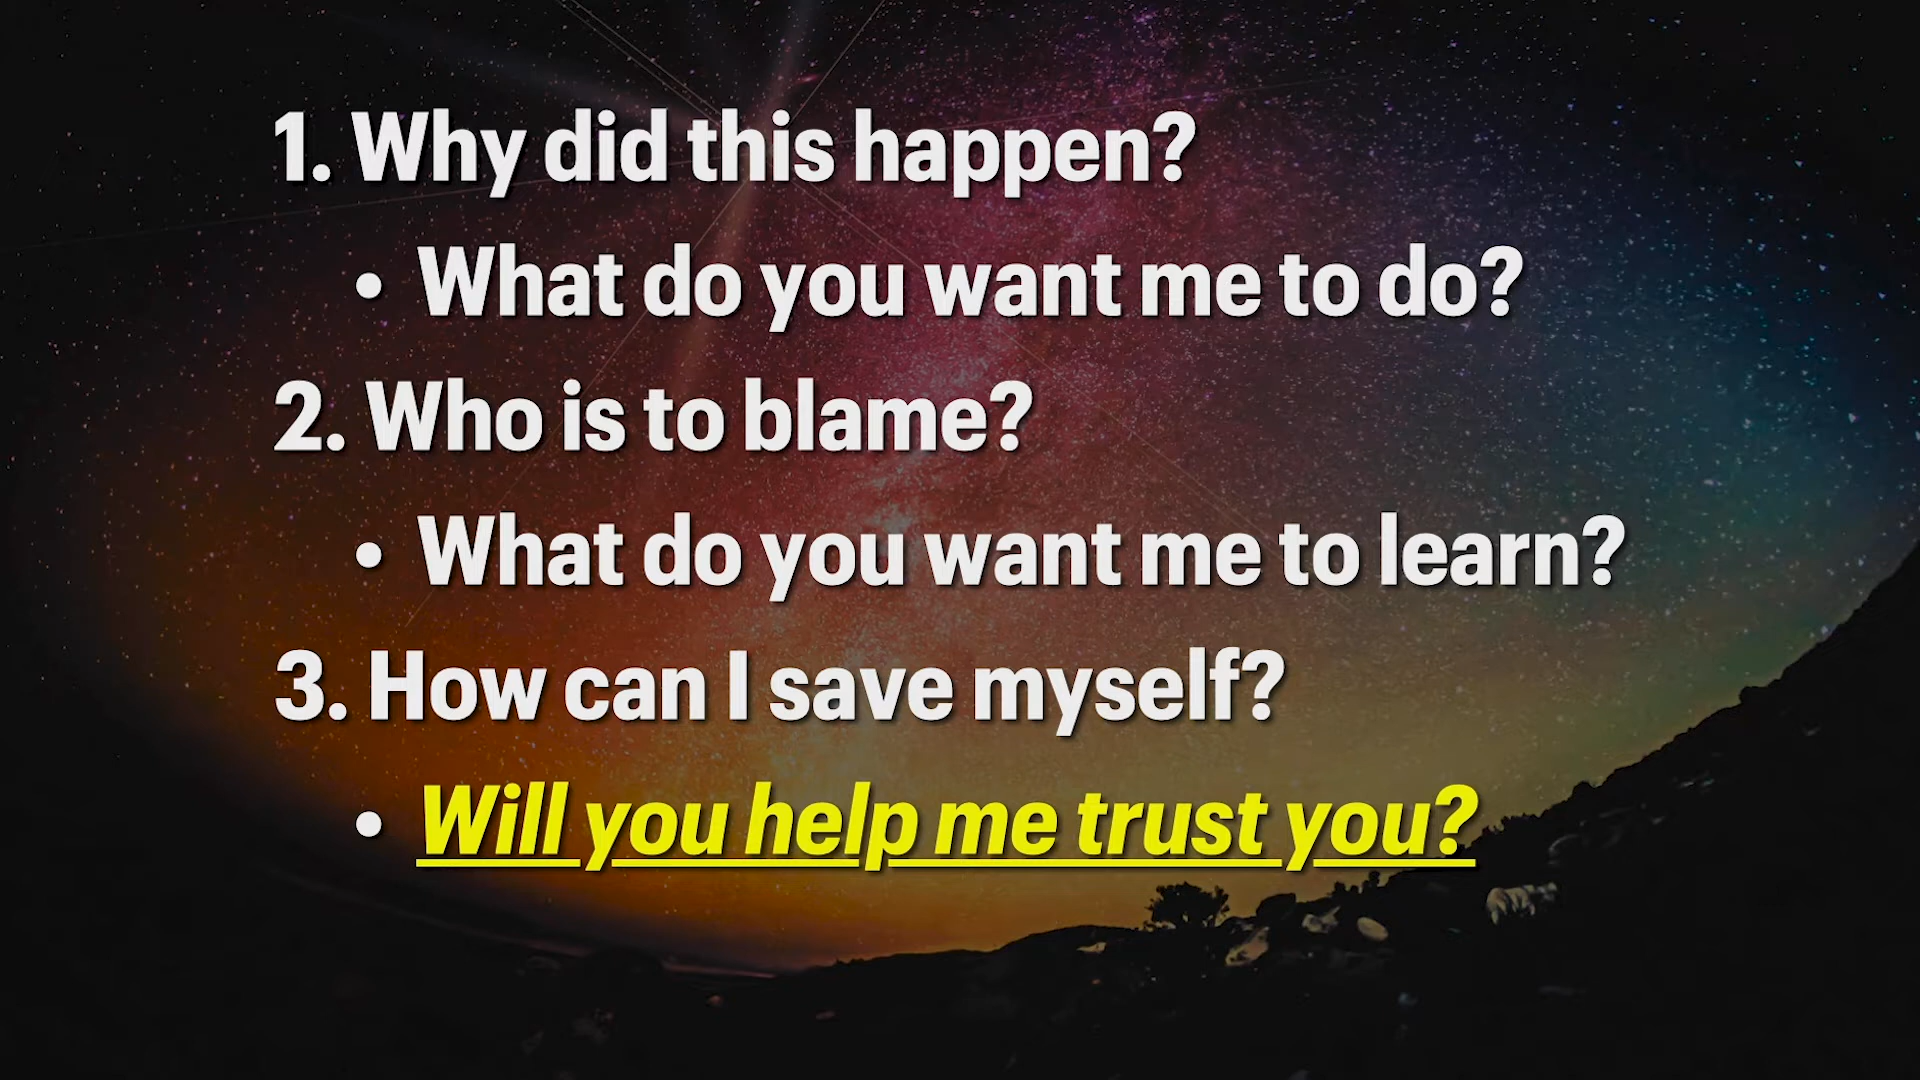 1. Why did this happen?
• What do you want me to do?
2. Who is to blame?
• What do you want me to learn?
3. How can I save myself?
• Will you help me trust you?